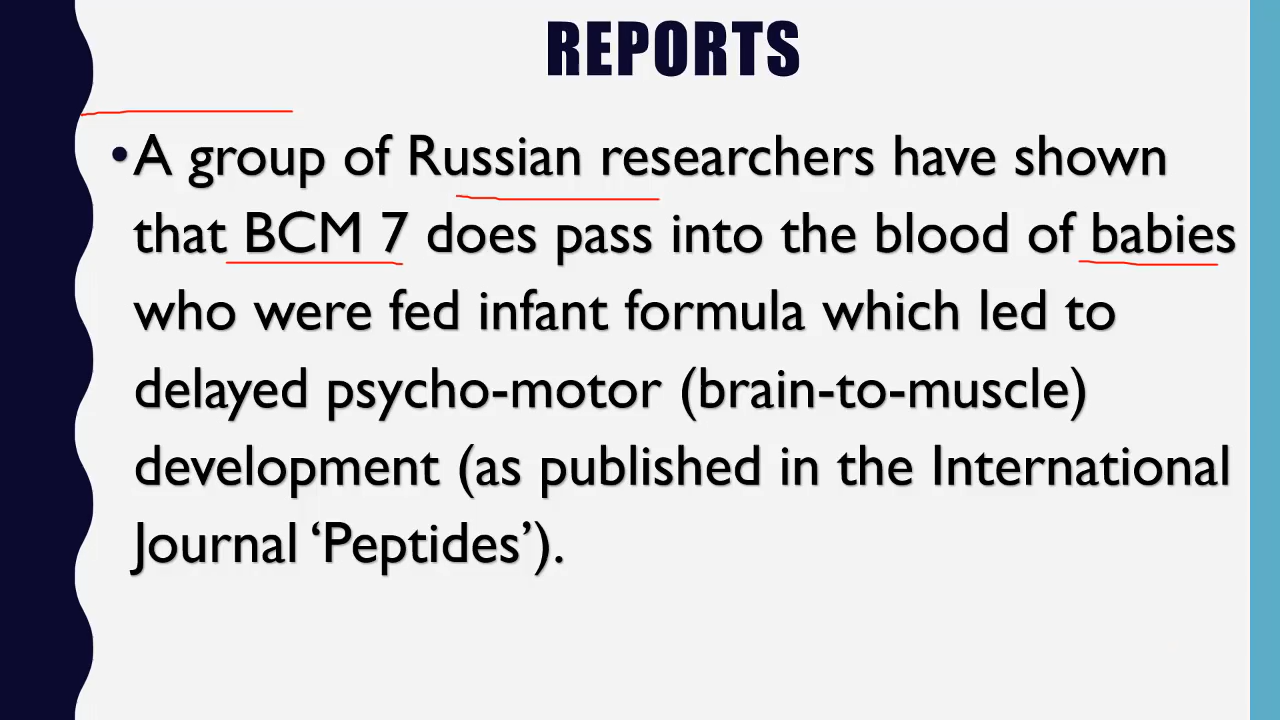 REPORTS
•A group of Russian researchers have shown
that BCM 7 does pass into the blood of babies
who were fed infant formula which led to
delayed psycho-motor (brain-to-muscle)
development (as published in the International
Journal ‘Peptides’).